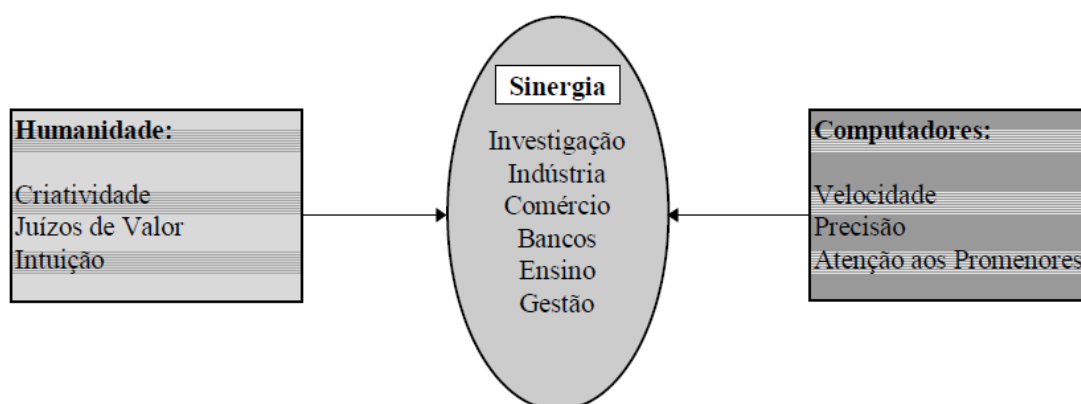 Humanidade:
Criatividade
Juízos de Valor
Intuição
Sinergia
Investigação
Indústria
Comércio
Bancos
Ensino
Gestão
Computadores:
Velocidade
Precisão
Atenção aos Promenores